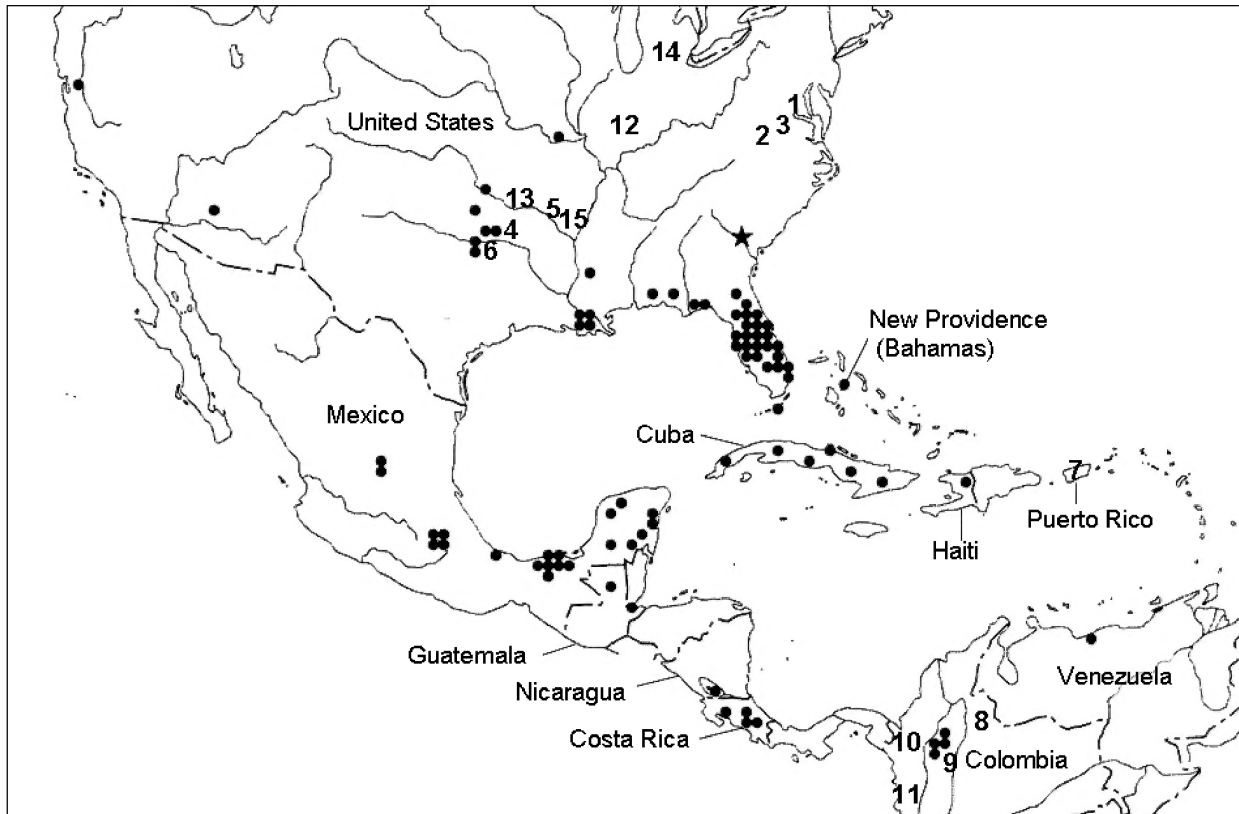 14
1
United States
12
2
3
13
5
15
4
6
New Providence
(Bahamas)
Mexico
Cuba
7
Puerto Rico
Haiti
Guatemala
Nicaragua
Costa Rica
Venezuela
8
10
9
Colombia
11